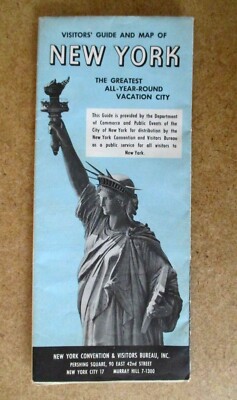 VISITORS' GUIDE AND MAP OF
NEW YORK
THE GREATEST
ALL-YEAR-ROUND
VACATION CITY
This Guide is provided by the Department
of Commerce and Public Events of the
City of New York for distribution by the
New York Convention and Visitors Bureau
as a public service for all visitors to
New York.
NEW YORK CONVENTION & VISITORS BUREAU, INC.
PERSHING SQUARE, 90 EAST 42nd STREET
NEW YORK CITY 17 MURRAY HILL 7-1300